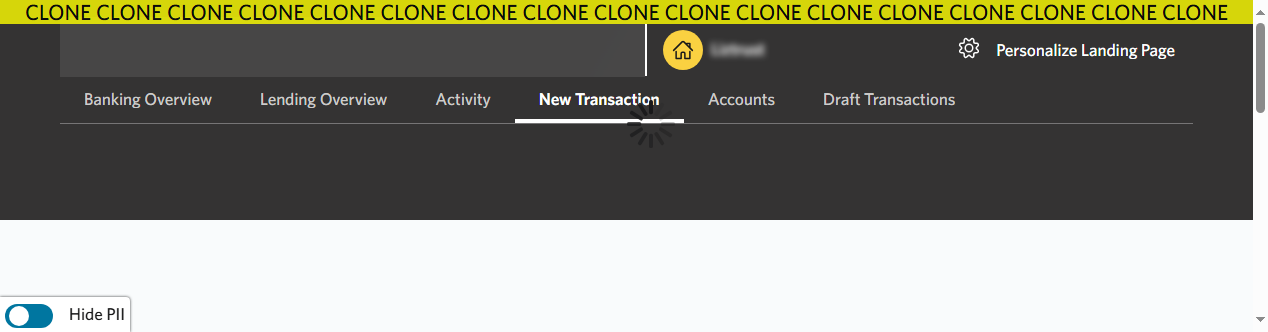 CLONE CLONE CLONE CLONE CLONE CLONE CLONE CLONE CLONE CLONE CLONE CLONE CLONE CLONE CLONE CLONE CLONE
Personalize Landing Page
Banking Overview Lending Overview Activity New Transaction Accounts Draft Transactions
Hide PII